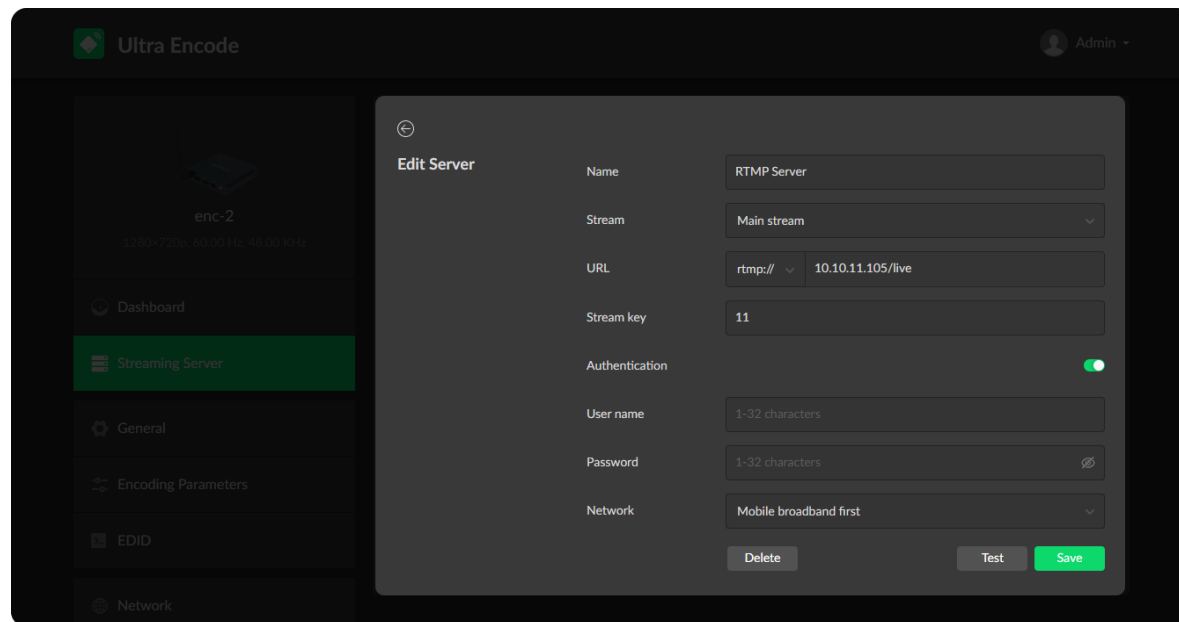 Ultra Encode
Admin
enc-2
1280×720p, 60.00 Hz, 48.00 KHz
Dashboard
Streaming Server
General
Encoding Parameters
EDID
Network
Edit Server
Name RTMP Server
Stream Main stream
URL rtmp:// 10.10.11.105/live
Stream key 11
Authentication
User name 1-32 characters
Password 1-32 characters
Network Mobile broadband first
Delete Test Save